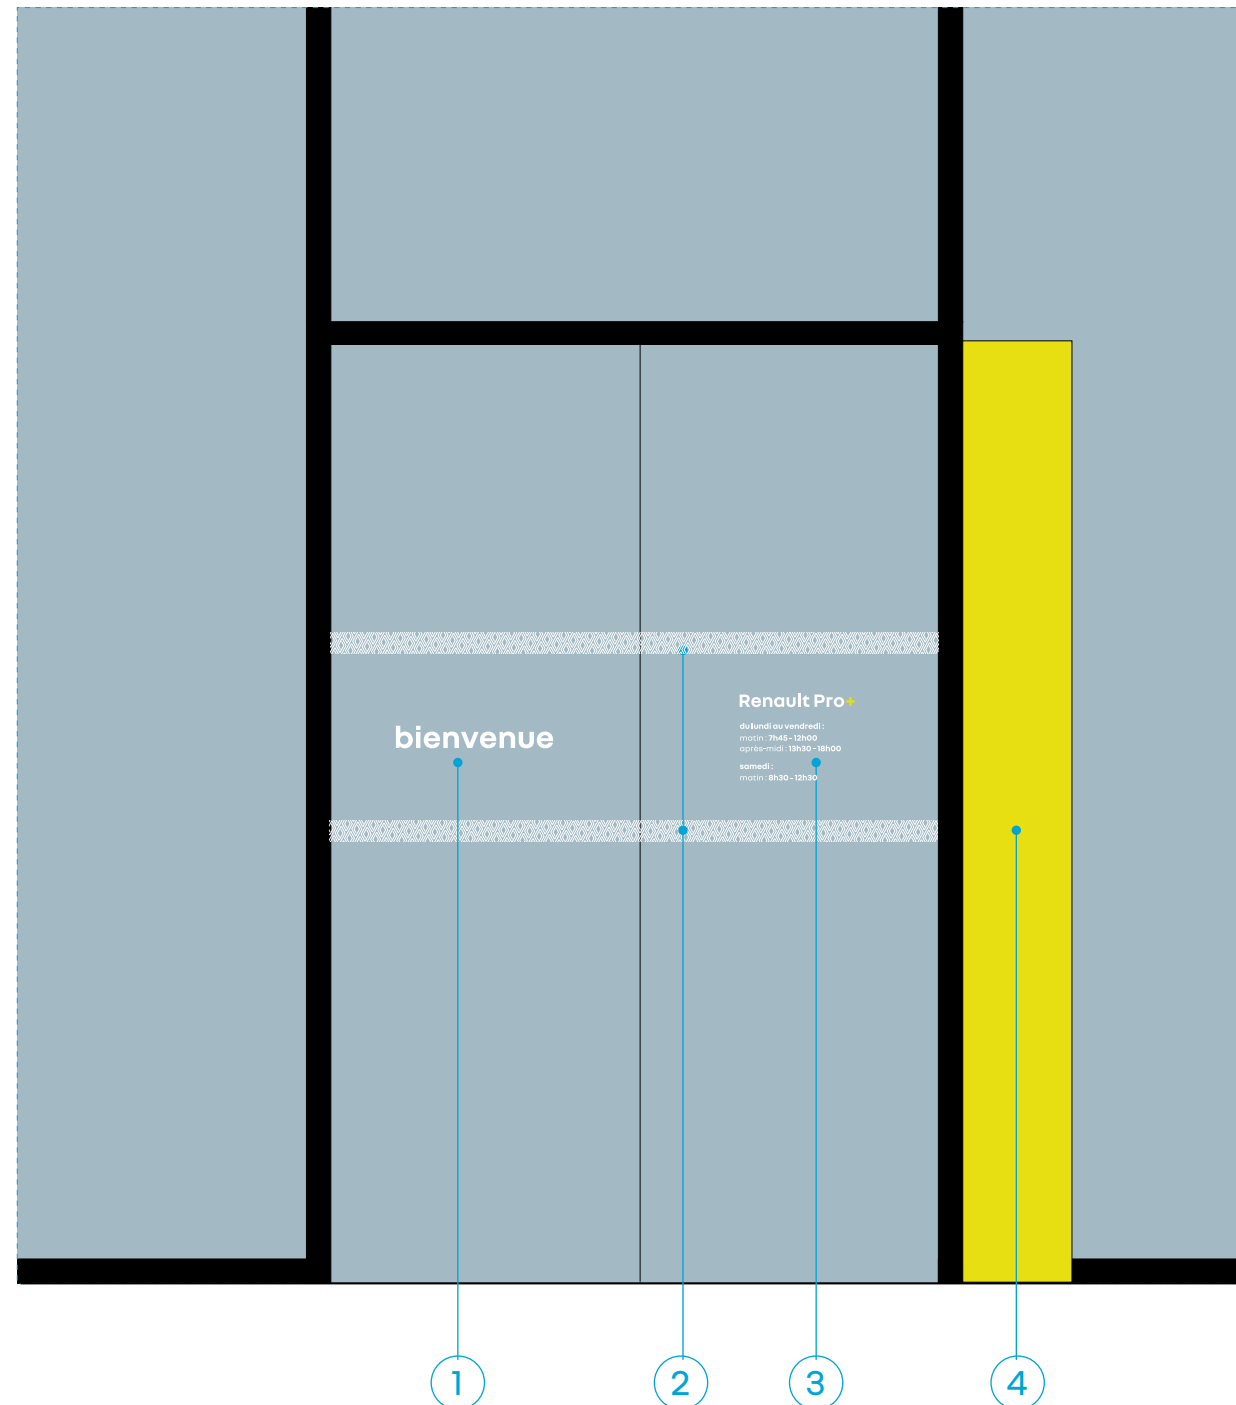 bienvenue
Renault Pro+
du lundi au vendredi :
matin : 7h45 - 12h00
après-midi : 13h30 - 18h00
samedi :
matin : 8h30 - 12h30
1
2
3
4